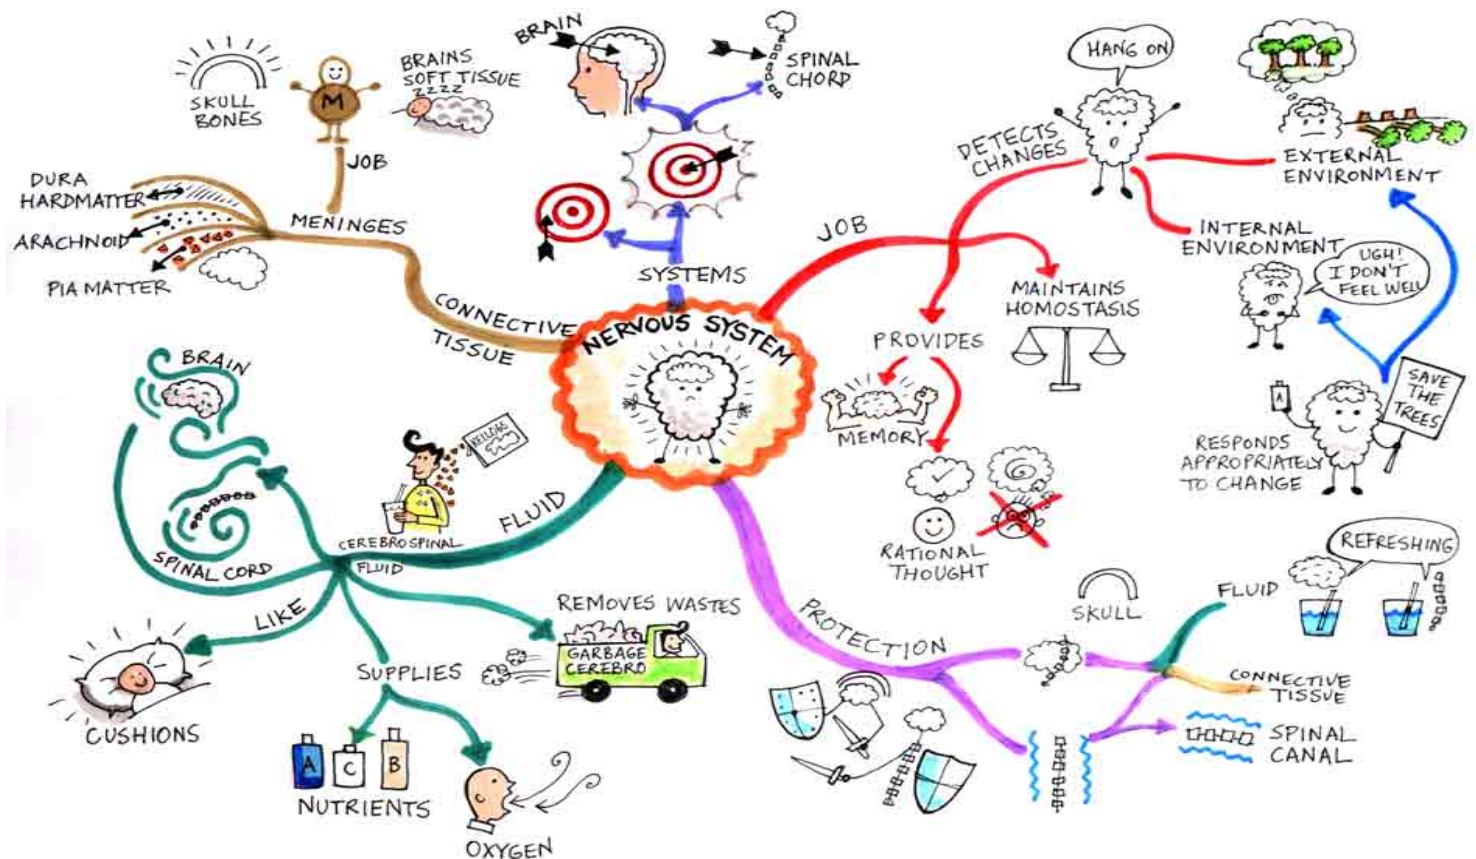 NERVOUS SYSTEM
SYSTEMS
BRAIN
SPINAL
CHORD
CONNECTIVE
TISSUE
MENINGES
JOB
SKULL
BONES
M
BRAINS
SOFT TISSUE
ZZZZ
DURA
HARDMATTER
ARACHNOID
PIA MATTER
JOB
DETECTS
CHANGES
HANG ON
EXTERNAL
ENVIRONMENT
INTERNAL
ENVIRONMENT
UGH!
I DON'T
FEEL WELL
MAINTAINS
HOMOSTASIS
PROVIDES
MEMORY
RATIONAL
THOUGHT
A
SAVE
THE
TREES
RESPONDS
APPROPRIATELY
TO CHANGE
FLUID
KELLOGS
CEREBROSPINAL
FLUID
BRAIN
SPINAL CORD
LIKE
CUSHIONS
SUPPLIES
A
C
B
NUTRIENTS
OXYGEN
REMOVES WASTES
GARBAGE
CEREBRO
PROTECTION
SKULL
FLUID
REFRESHING
CONNECTIVE
TISSUE
SPINAL
CANAL